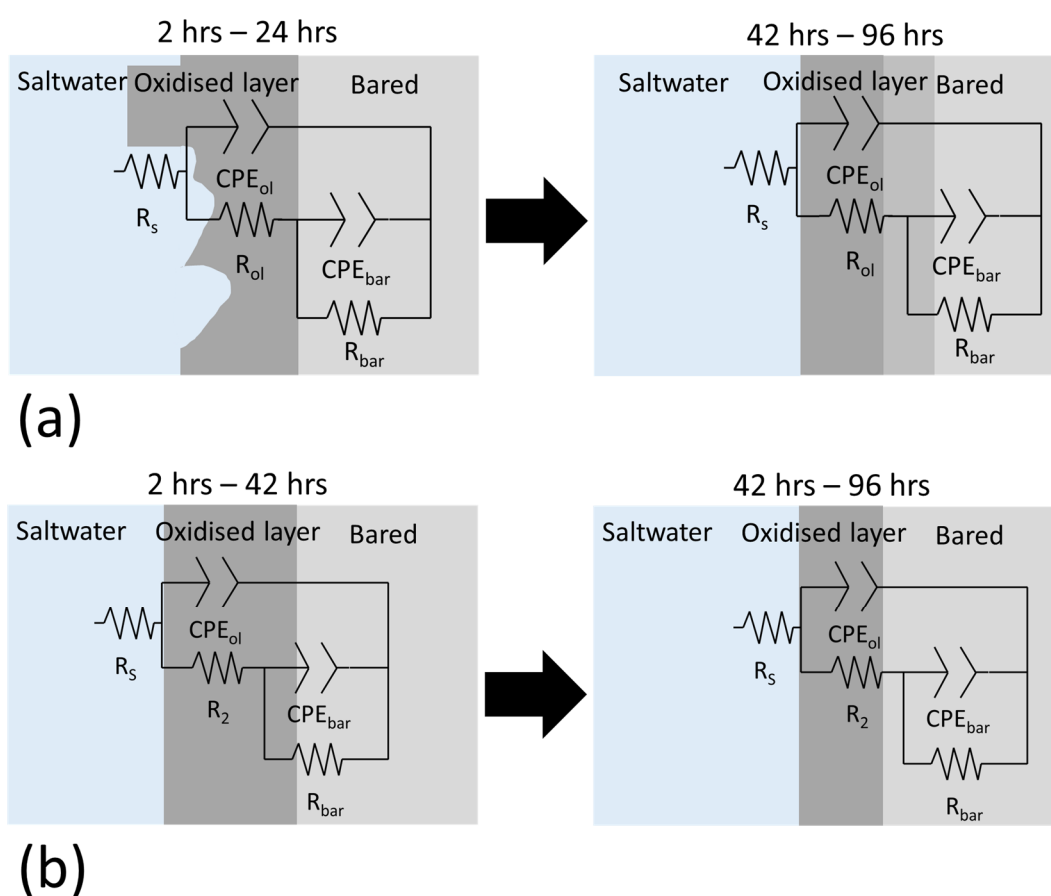 2 hrs – 24 hrs
Saltwater Oxidised layer Bared
CPEol
Rs
Rol
CPEbar
Rbar
42 hrs – 96 hrs
Saltwater Oxidised layer Bared
CPEol
Rs
Rol
CPEbar
Rbar
(a)
2 hrs – 42 hrs
Saltwater Oxidised layer Bared
CPEol
RS
R2
CPEbar
Rbar
42 hrs – 96 hrs
Saltwater Oxidised layer Bared
CPEol
RS
R2
CPEbar
Rbar
(b)